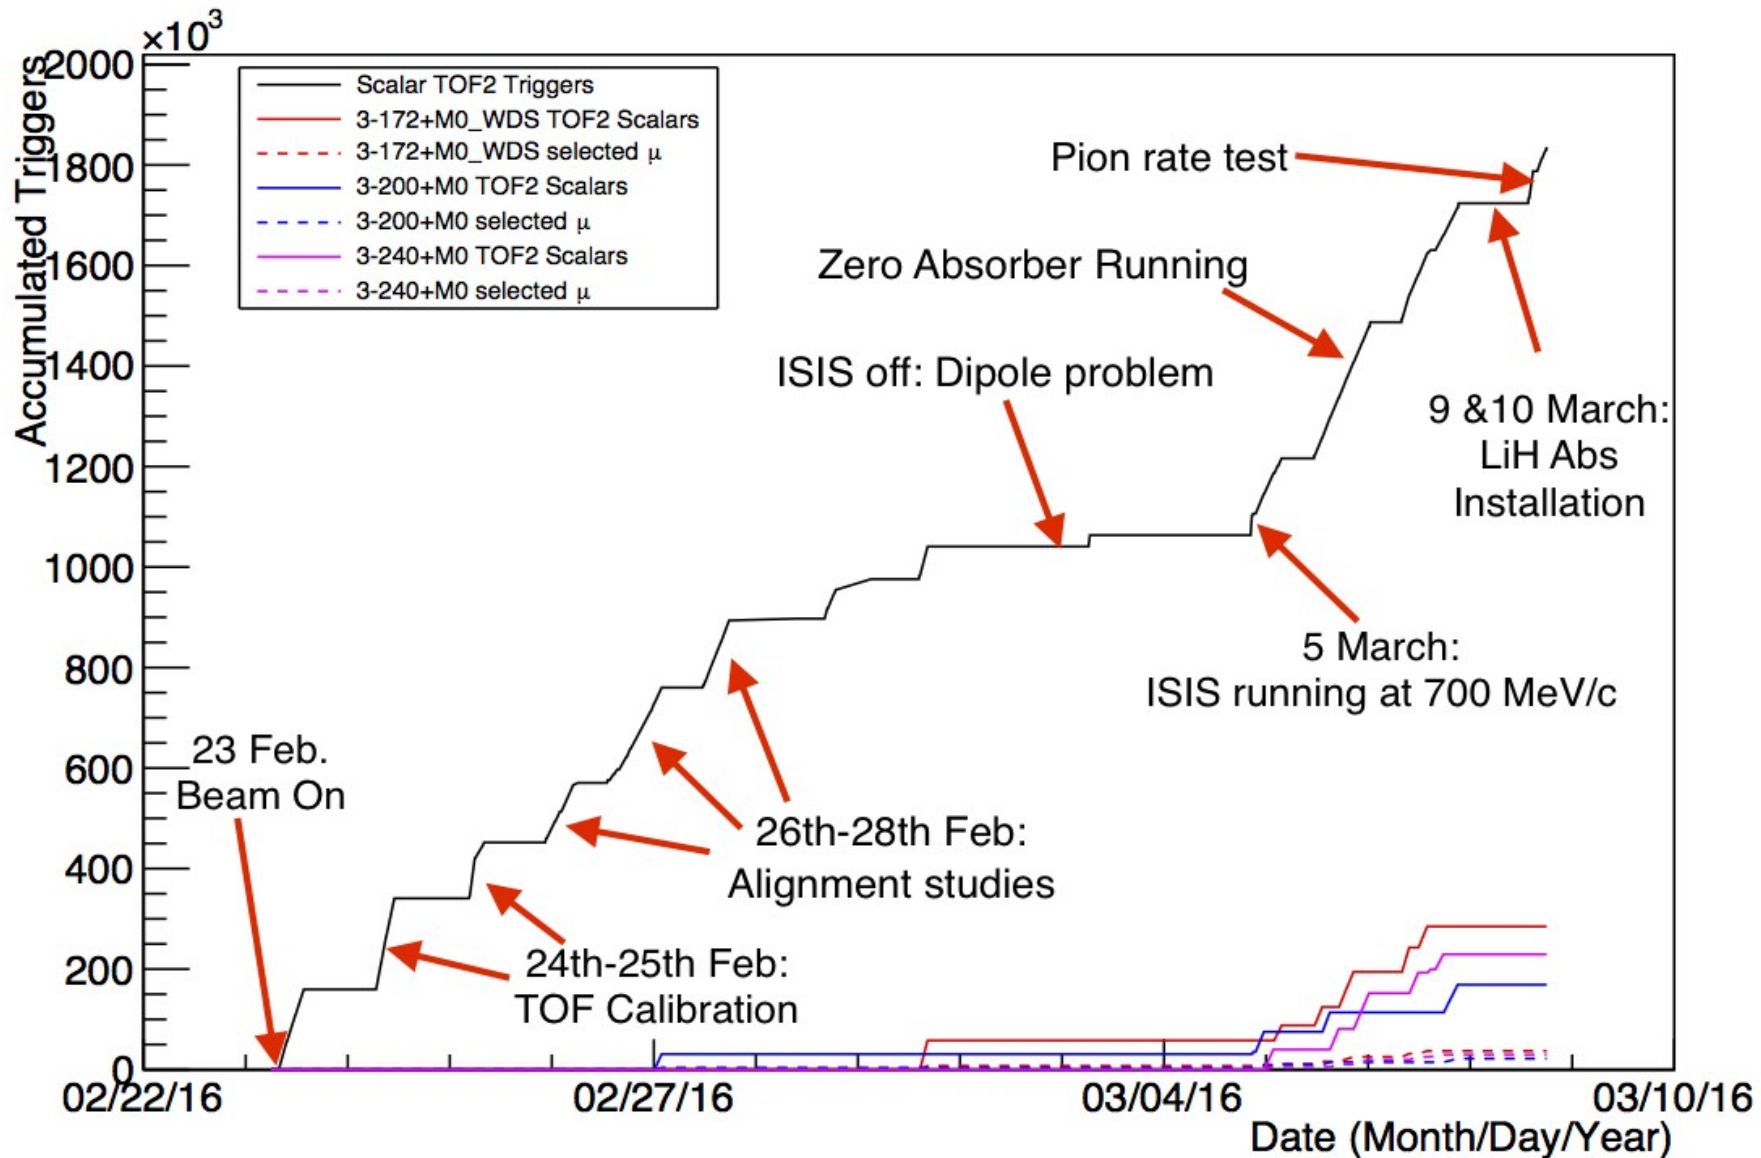 ×10³
2000
1800
1600
1400
1200
1000
800
600
400
200
0
Accumulated Triggers
Scalar TOF2 Triggers
3-172+M0_WDS TOF2 Scalars
3-172+M0_WDS selected μ
3-200+M0 TOF2 Scalars
3-200+M0 selected μ
3-240+M0 TOF2 Scalars
3-240+M0 selected μ
Pion rate test
Zero Absorber Running
ISIS off: Dipole problem
9 &10 March:
LiH Abs
Installation
5 March:
ISIS running at 700 MeV/c
23 Feb.
Beam On
26th-28th Feb:
Alignment studies
24th-25th Feb:
TOF Calibration
02/22/16
02/27/16
03/04/16
03/10/16
Date (Month/Day/Year)